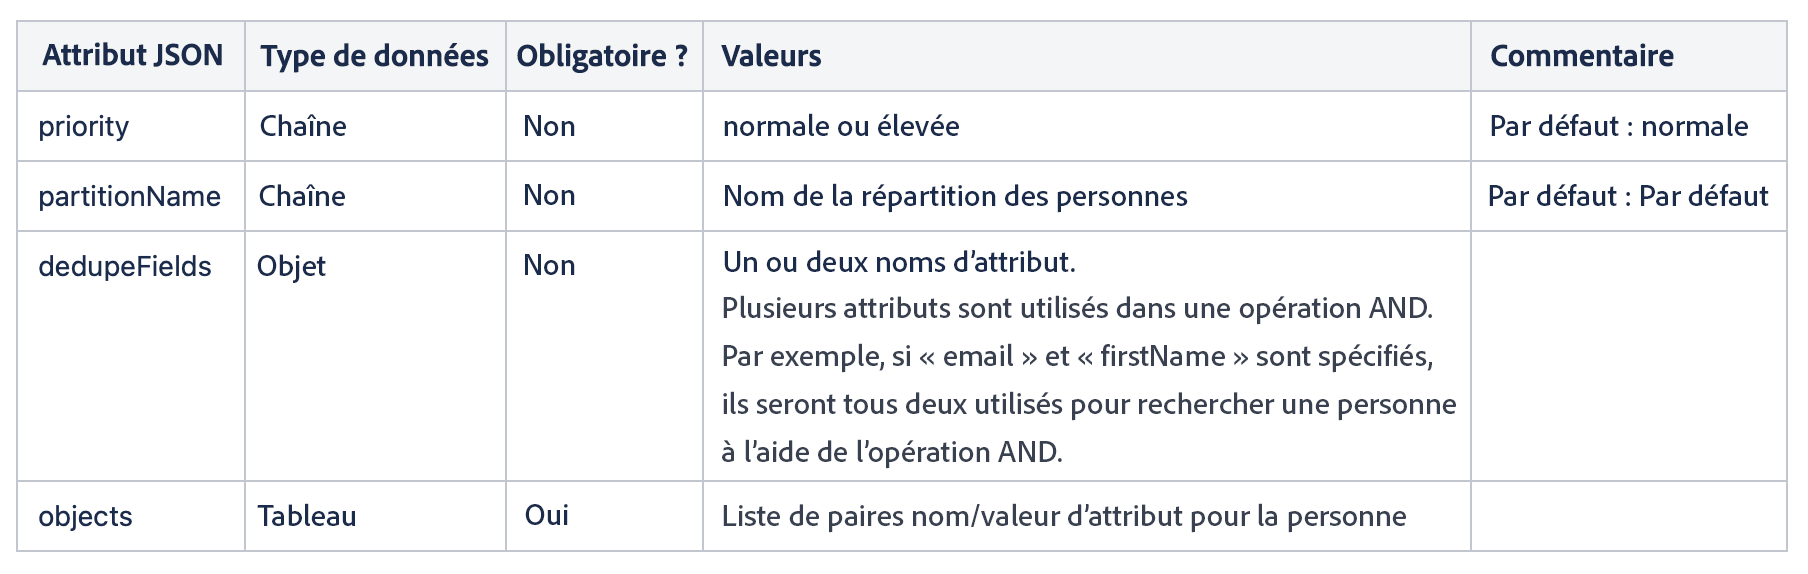 Attribut JSON Type de données Obligatoire ? Valeurs Commentaire
priority Chaîne Non normale ou élevée Par défaut : normale
partitionName Chaîne Non Nom de la répartition des personnes Par défaut : Par défaut
dedupeFields Objet Non Un ou deux noms d’attribut.
Plusieurs attributs sont utilisés dans une opération AND.
Par exemple, si « email » et « firstName » sont spécifiés,
ils seront tous deux utilisés pour rechercher une personne
à l’aide de l’opération AND.
objects Tableau Oui Liste de paires nom/valeur d’attribut pour la personne